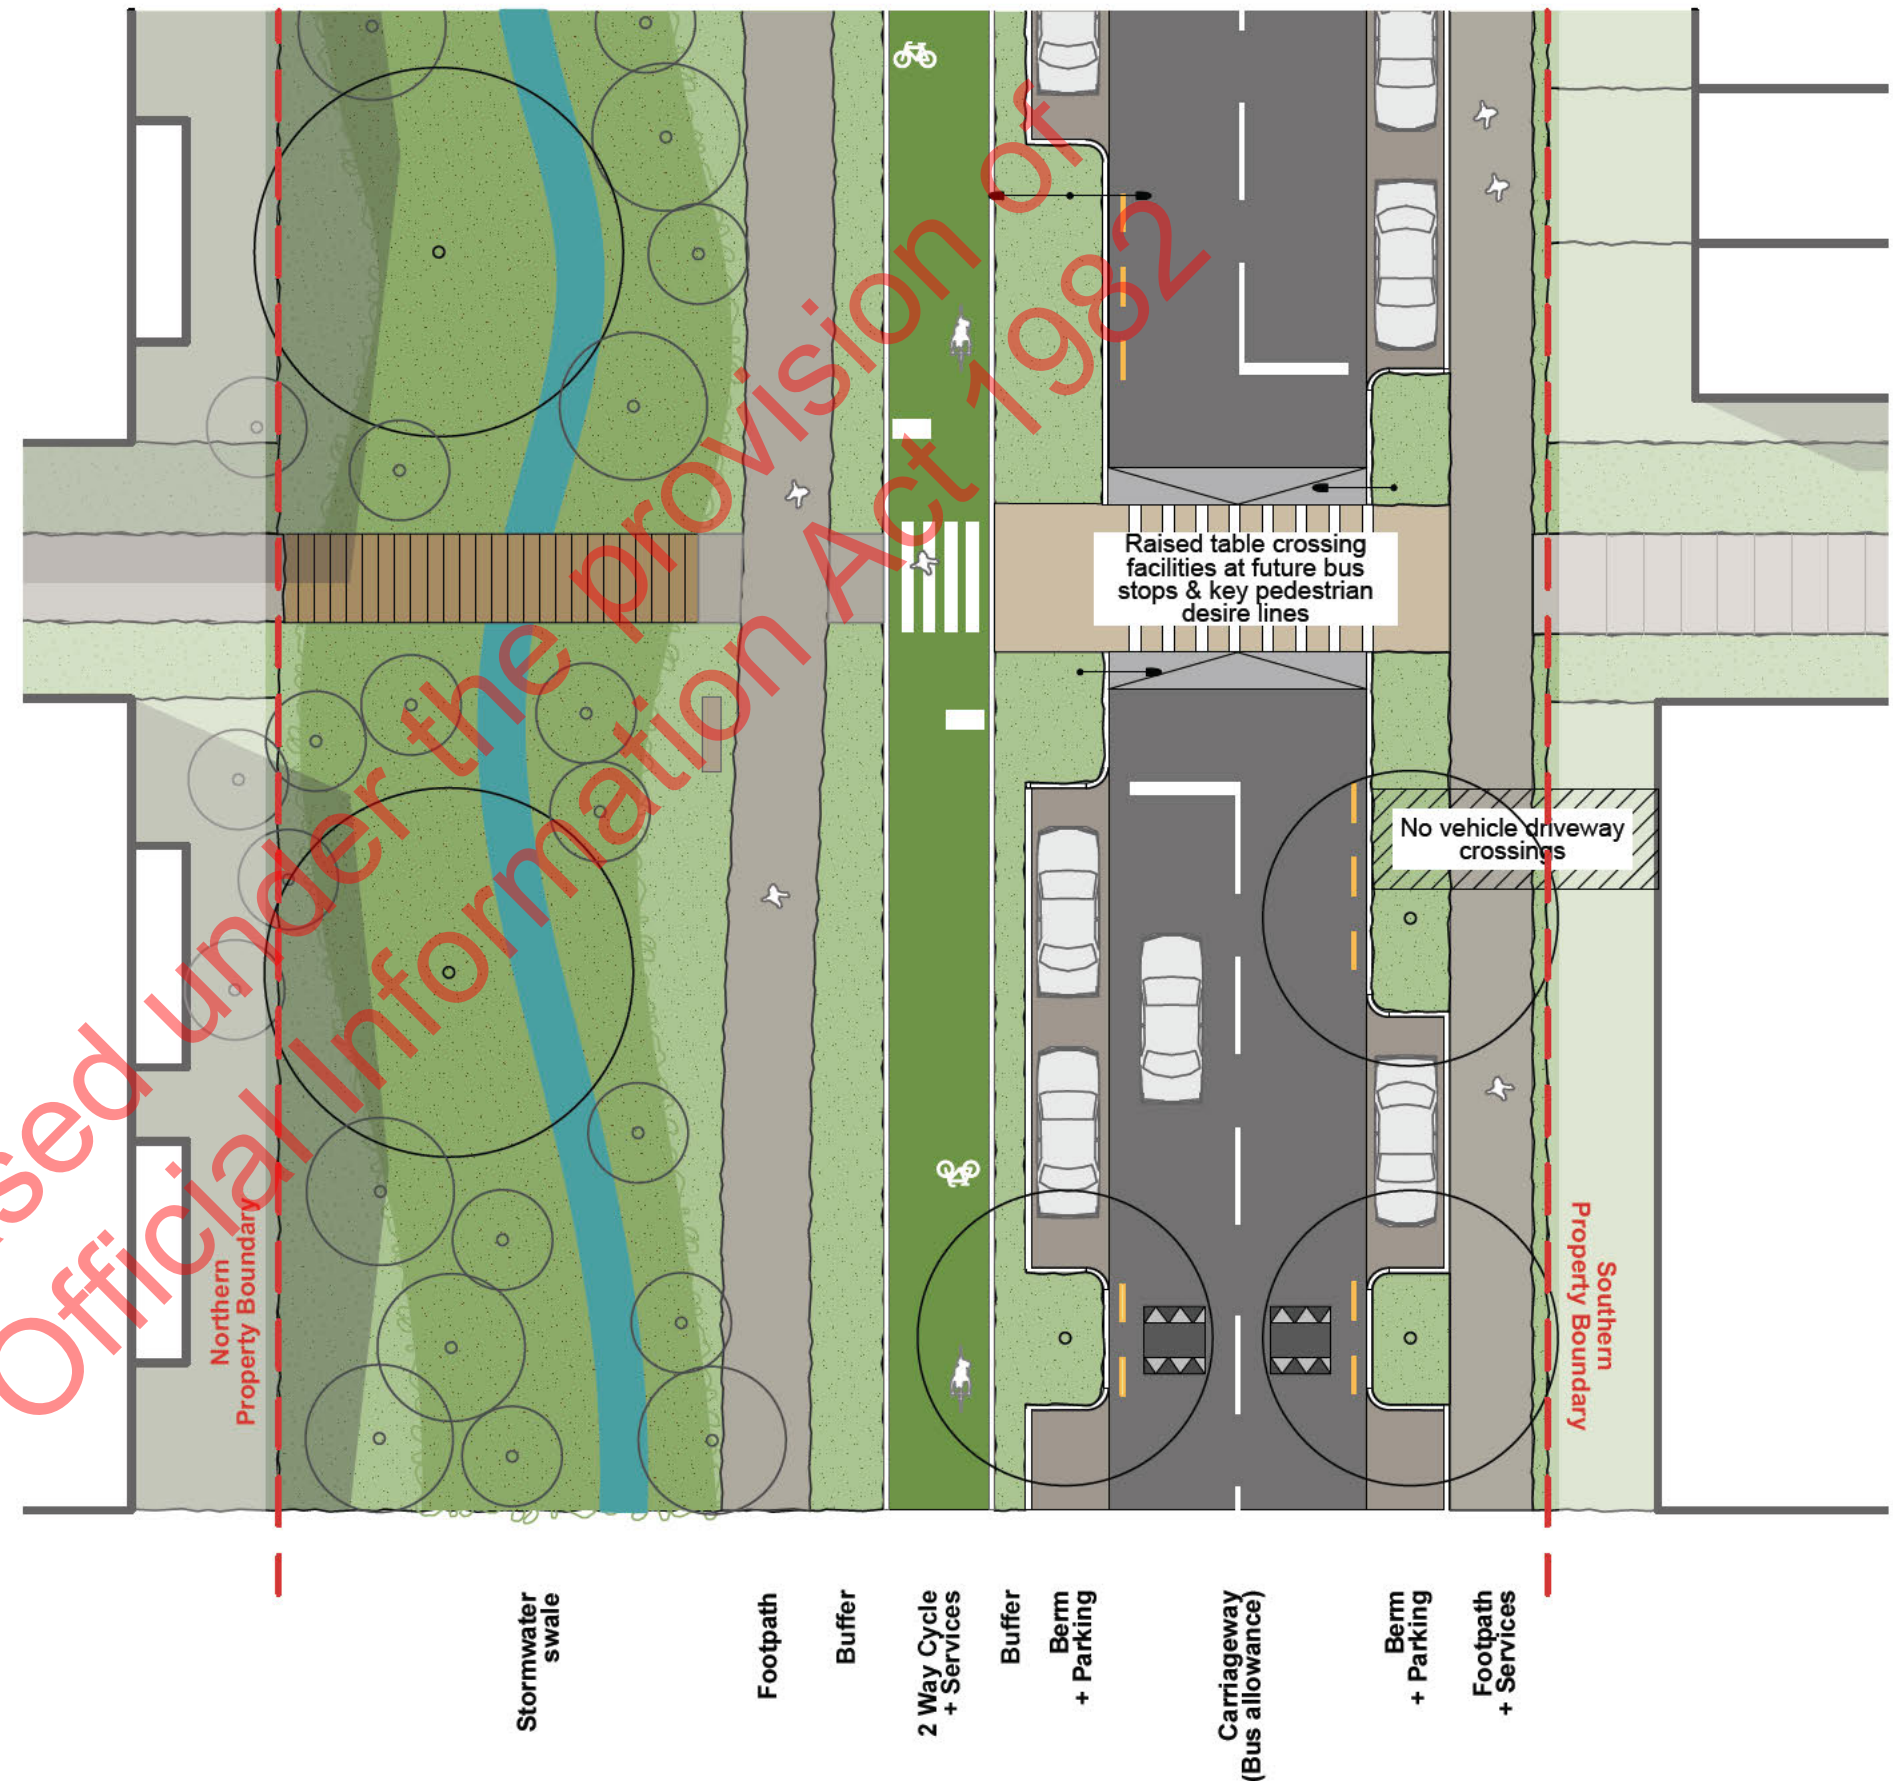 Raised table crossing
facilities at future bus
stops & key pedestrian
desire lines
No vehicle driveway
crossings
Northern
Property Boundary
Southern
Property Boundary
Stormwater
swale
Footpath
Buffer
2 Way Cycle
+ Services
Buffer
Berm
+ Parking
Carriageway
(Bus allowance)
Berm
+ Parking
Footpath
+ Services
sed under the provision of
Official Information Act 1982